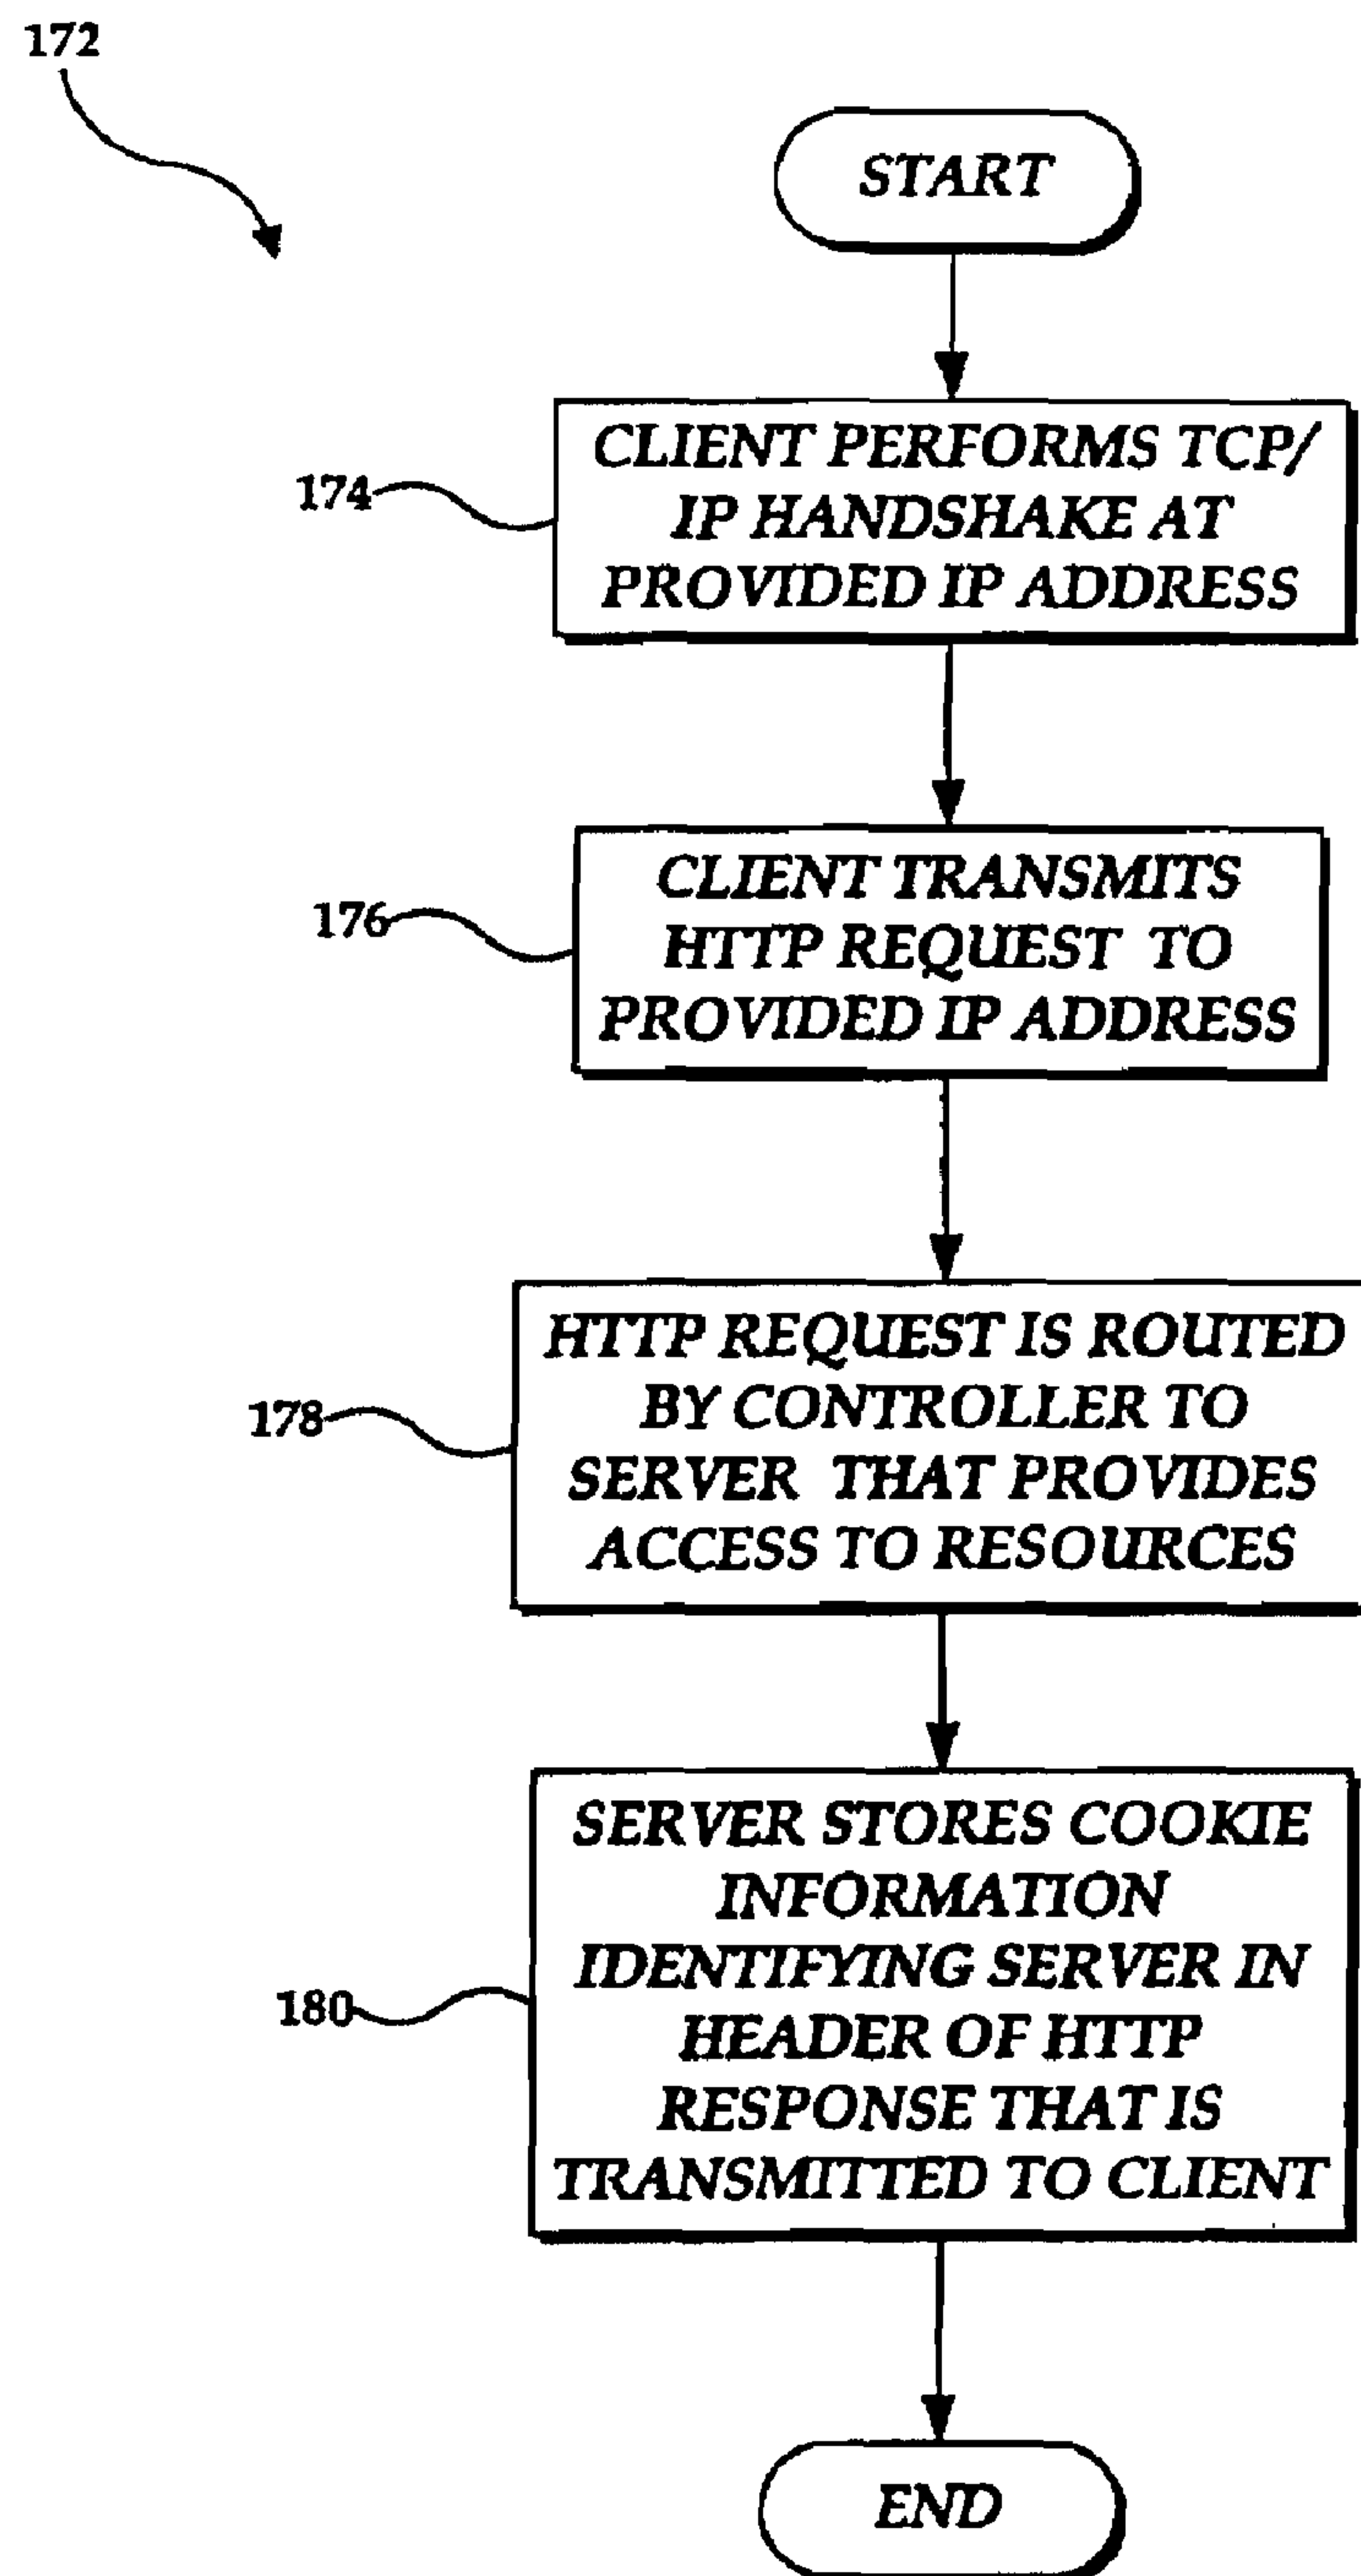 172
START
174
CLIENT PERFORMS TCP/
IP HANDSHAKE AT
PROVIDED IP ADDRESS
176
CLIENT TRANSMITS
HTTP REQUEST TO
PROVIDED IP ADDRESS
178
HTTP REQUEST IS ROUTED
BY CONTROLLER TO
SERVER THAT PROVIDES
ACCESS TO RESOURCES
180
SERVER STORES COOKIE
INFORMATION
IDENTIFYING SERVER IN
HEADER OF HTTP
RESPONSE THAT IS
TRANSMITTED TO CLIENT
END